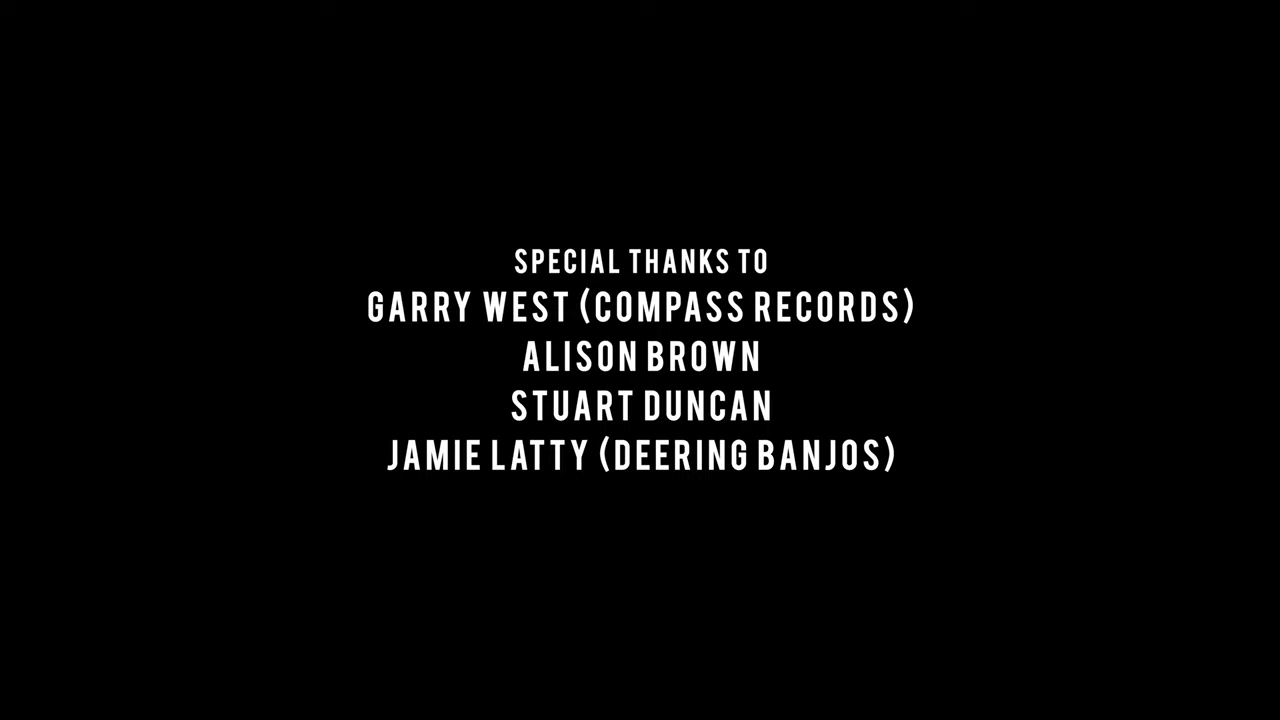 SPECIAL THANKS TO
GARRY WEST (COMPASS RECORDS)
ALISON BROWN
STUART DUNCAN
JAMIE LATTY (DEERING BANJOS)